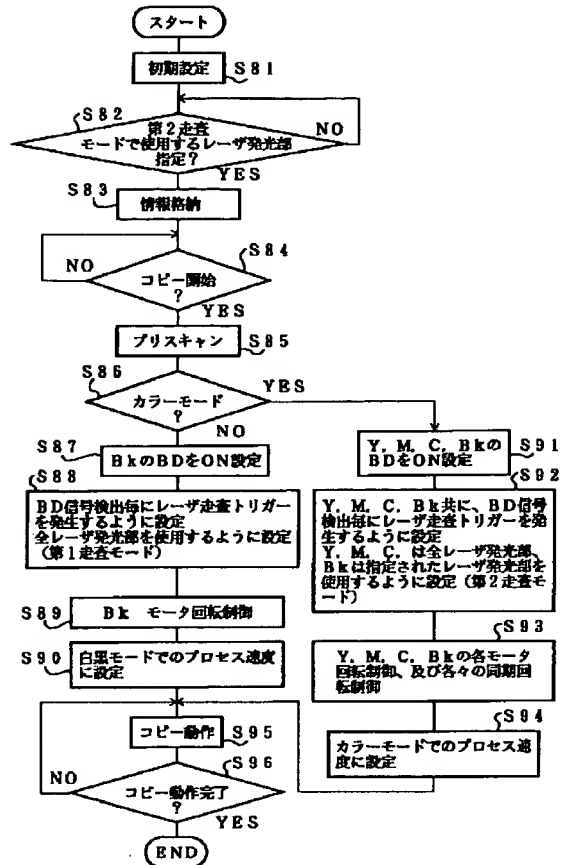 スタート
初期設定
S81
S82
第2走査
モードで使用するレーザ発光部
指定?
NO
YES
S83
情報格納
S84
NO
コピー開始
?
YES
プリスキャン
S85
S86
カラーモード
?
YES
NO
S87
BkのBDをON設定
S88
BD信号検出毎にレーザ走査トリガー
を発生するように設定
全レーザ発光部を使用するように設定
(第1走査モード)
S89
Bk モータ回転制御
S90
白黒モードでのプロセス速度
に設定
S91
Y,M,C,Bkの
BDをON設定
S92
Y,M,C,Bk共に、BD信号
検出毎にレーザ走査トリガーを発
生するように設定
Y,M,C,は全レーザ発光部、
Bkは指定されたレーザ発光部を
使用するように設定(第2走査モ
ード)
S93
Y,M,C,Bkの各モータ
回転制御、及び各々の同期回
転制御
S94
カラーモードでのプロセス速
度に設定
コピー動作
S95
S96
NO
コピー動作完了
?
YES
END